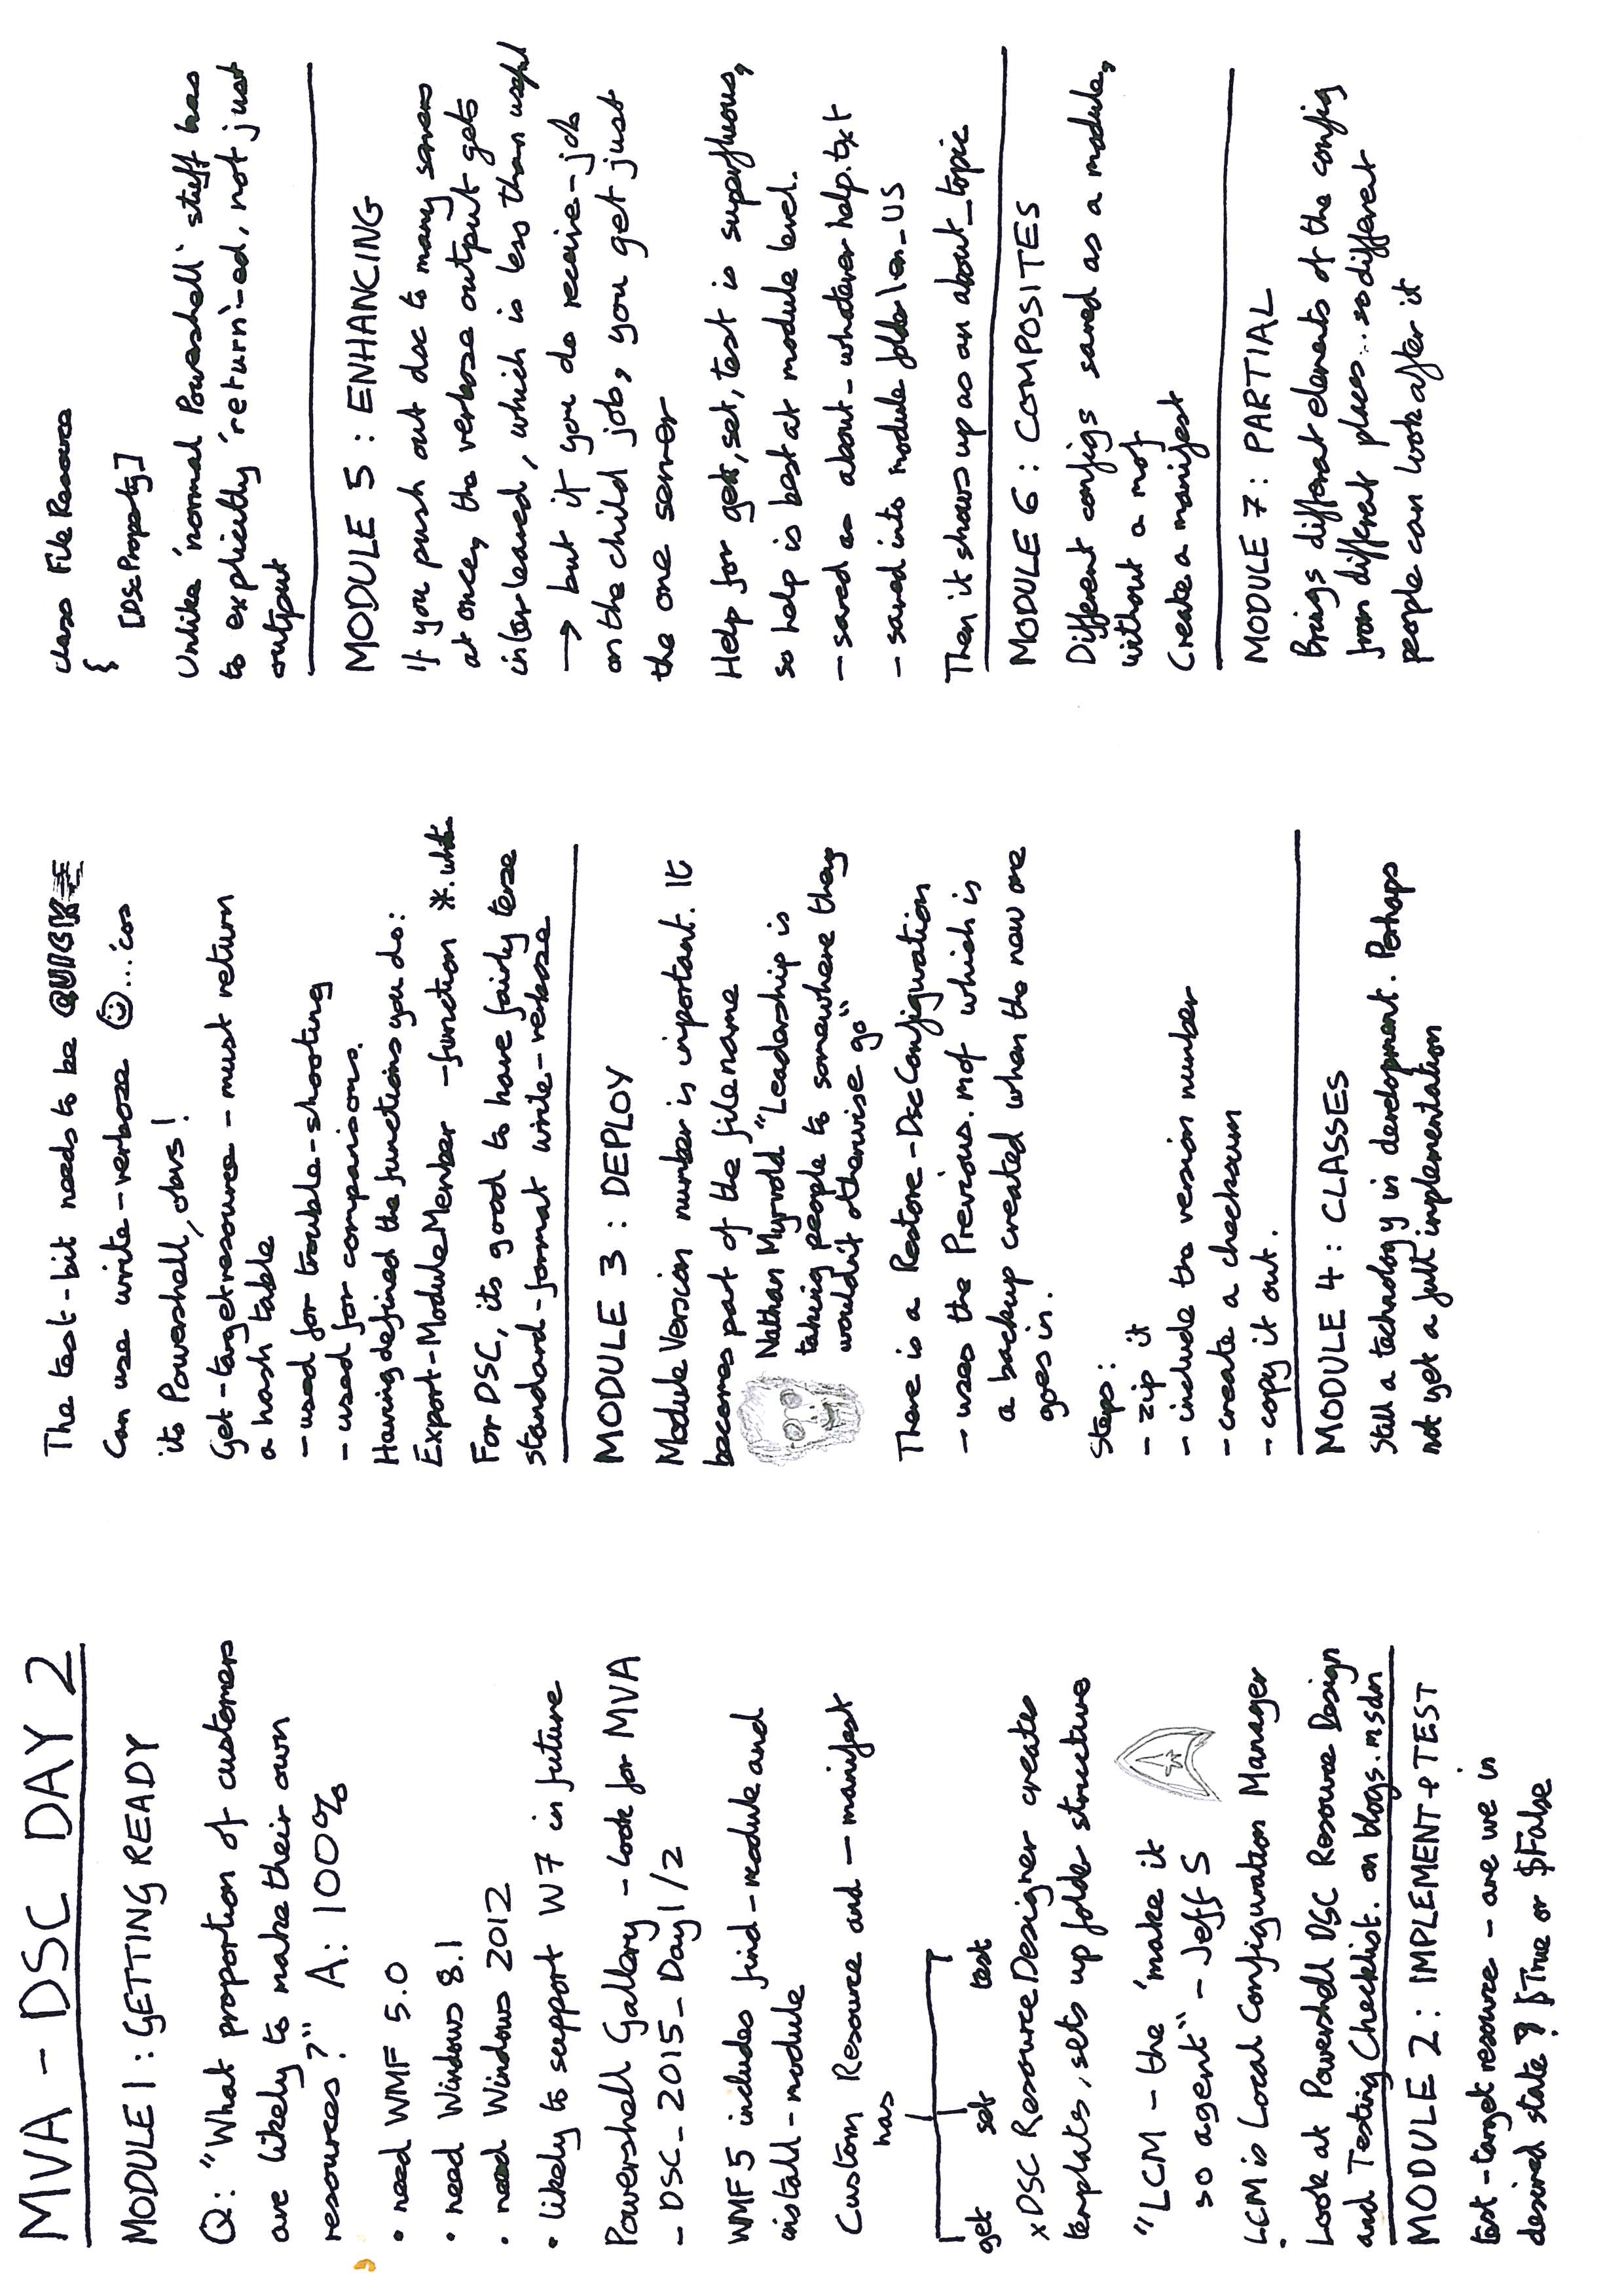 MVA - DSC DAY 2
MODULE 1 : GETTING READY
Q: "What proportion of customers
are likely to make their own
resources?" A: 100%
• need WMF 5.0
• need Windows 8.1
• need Windows 2012
• likely to support W7 in future
Powershell Gallery - look for MVA
_ DSC_ 2015_ Day1/2
WMF5 includes find-module and
install-module
Custom Resource and - manifest
has
get set test
xDSC Resource Designer creates
template, sets up folder structure
"LCM - the 'make it
so agent" - Jeff S
LCM is Local Configuration Manager
Look at Powershell DSC Resource Design
and Testing Checklist. on blogs.msdn
MODULE 2: IMPLEMENT + TEST
test-target resource - are we in
desired state? $True or $False
The test-bit needs to be QUICK
Can use write-verbose ☺...'cos
its Powershell, obvs!
Get-targetresource - must return
a hash table
- used for trouble-shooting
- used for comparisons.
Having defined the functions you do:
Export-ModuleMember -function *.
For DSC, its good to have fairly terse
standard-format write-verbose
MODULE 3 : DEPLOY
Module Version number is important. It
becomes part of the filename
Nathan Myrvold "Leadership is
taking people to somewhere they
wouldn't otherwise go"
There is a Restore-DscConfiguration
- uses the Previous.mof which is
a backup created when the new one
goes in.
Steps:
- zip it
- include the version number
- create a checksum
- copy it out.
MODULE 4 : CLASSES
Still a technology in development. Perhaps
not yet a full implementation
class FileResource
{
[DscProperty]
Unlike 'normal Powershell' stuff has
to explicitly 'return'-ed, not just
output
MODULE 5 : ENHANCING
If you push out dsc to many servers
at once, the verbose output gets
interleaved, which is less than useful
→ but if you do receive-job
on the child job, you get just
the one server
Help for get, set, test is superfluous,
so help is best at module level.
- saved as about_whatever help.txt
- saved into module folder\en_US
Then it shows up as an about_topic
MODULE 6 : COMPOSITES
Different configs saved as a module,
without a mof
Create a manifest
MODULE 7 : PARTIAL
Brings different elements of the config
from different places...so different
people can look after it